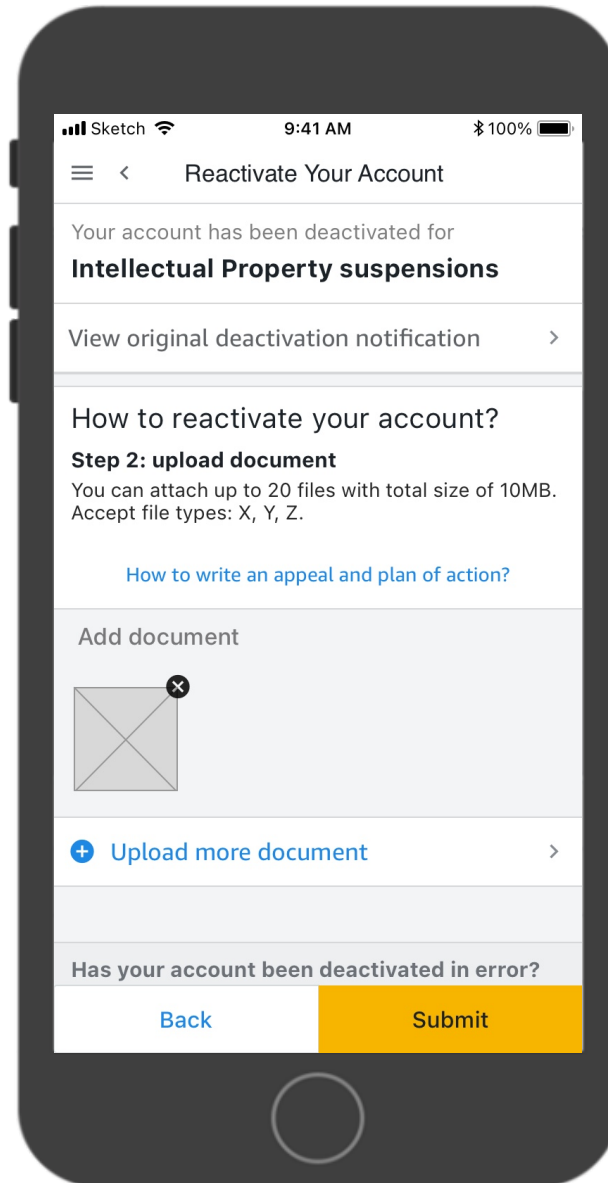 Sketch 9:41 AM 100%
Reactivate Your Account
Your account has been deactivated for
Intellectual Property suspensions
View original deactivation notification
How to reactivate your account?
Step 2: upload document
You can attach up to 20 files with total size of 10MB.
Accept file types: X, Y, Z.
How to write an appeal and plan of action?
Add document
Upload more document
Has your account been deactivated in error?
Back Submit